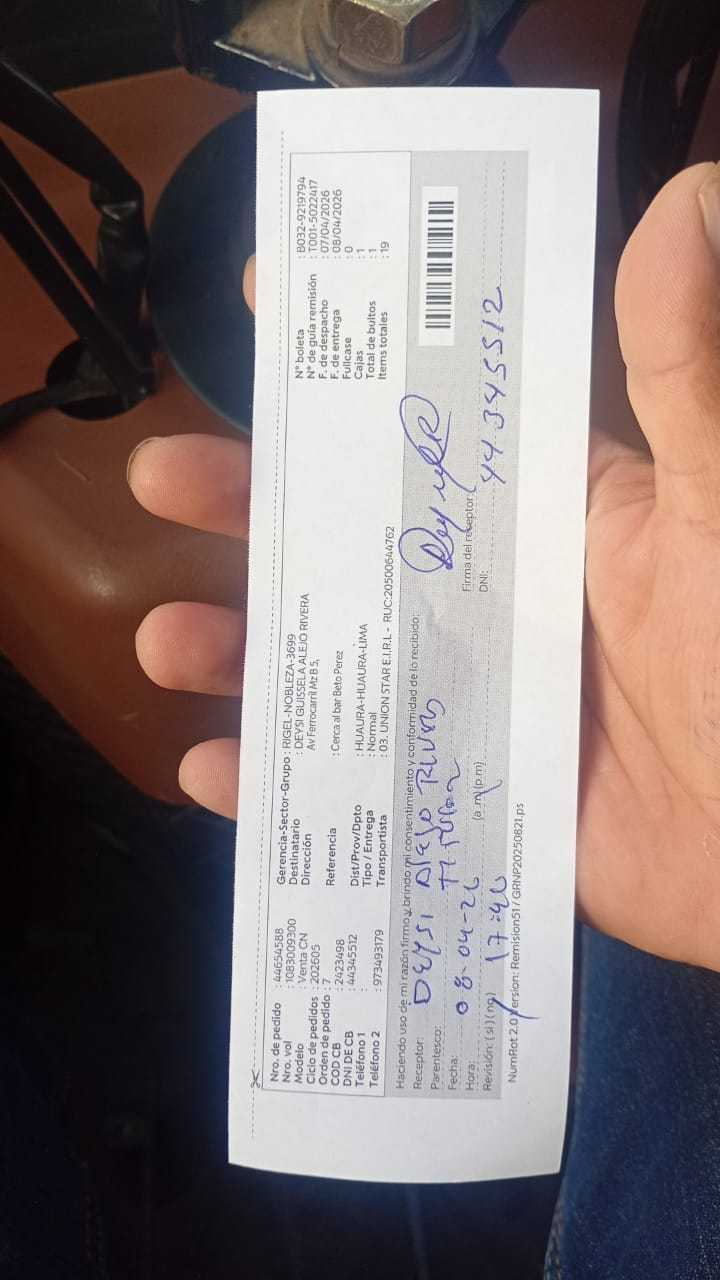 Nro. de pedido : 44654588
Nro. vol : 1083009300
Modelo : Venta CN
Ciclo de pedidos : 202605
Orden de pedido : 7
COD CB : 2423498
DNI DE CB : 44345512
Teléfono 1 :
Teléfono 2 : 973493179
Gerencia-Sector-Grupo : RIGEL-NOBLEZA-3699
Destinatario : DEYSI GUISSELA ALEJO RIVERA
Dirección Av Ferrocarril Mz B 5,
Referencia : Cerca al bar Beto Perez
Dist/Prov/Dpto : HUAURA-HUAURA-LIMA
Tipo / Entrega : Normal
Transportista : 03. UNION STAR E.I.R.L - RUC:20500644762
N° boleta : B032-9219794
N° de guía remisión : T001-5022417
F. de despacho : 07/04/2026
F. de entrega : 08/04/2026
Fullcase : 0
Cajas : 1
Total de bultos : 1
Items totales : 19
Haciendo uso de mi razón firmo y brindo mi consentimiento y conformidad de lo recibido:
Receptor: DEYSI Alejo Rivera
Parentesco: Titular
Fecha: 08-04-26
Hora: 17:46 (a.m)(p.m)
Revisión: ( si ) ( no )
Firma del receptor:
DNI: 44345512
NumRot 2.0 Version: Remision51 / GRNP20250821.ps